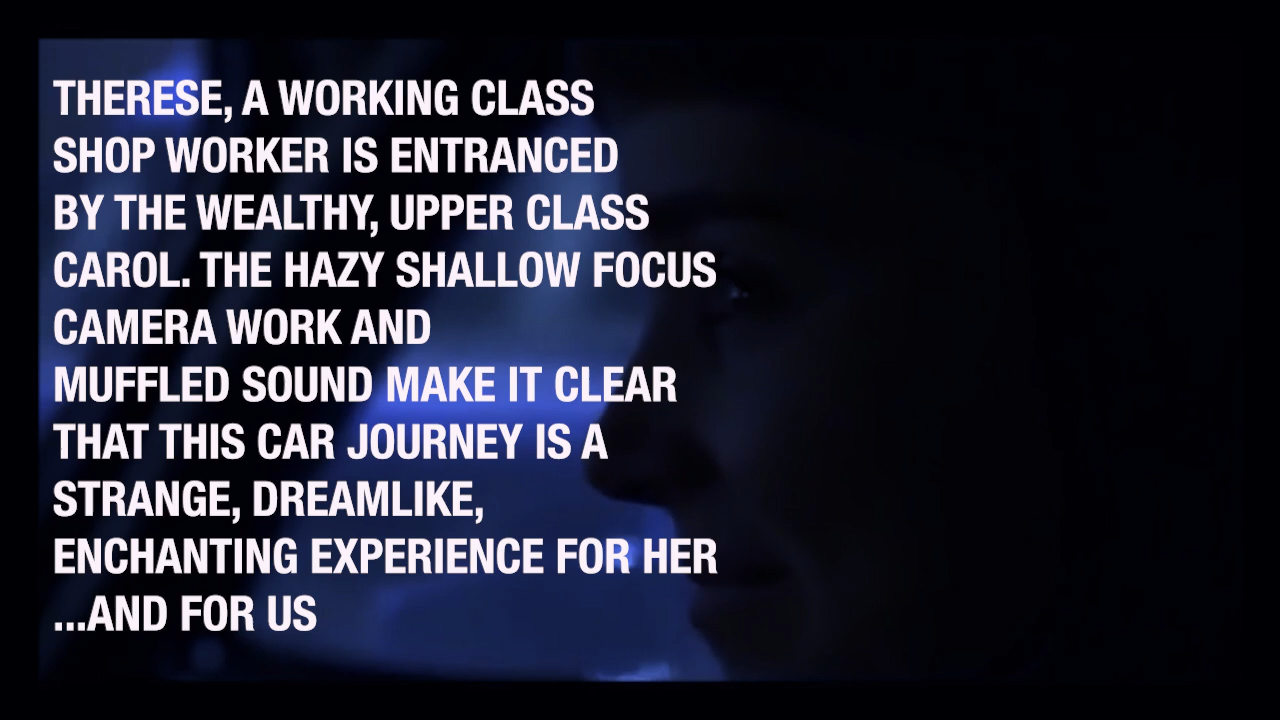 THERESE, A WORKING CLASS
SHOP WORKER IS ENTRANCED
BY THE WEALTHY, UPPER CLASS
CAROL. THE HAZY SHALLOW FOCUS
CAMERA WORK AND
MUFFLED SOUND MAKE IT CLEAR
THAT THIS CAR JOURNEY IS A
STRANGE, DREAMLIKE,
ENCHANTING EXPERIENCE FOR HER
...AND FOR US